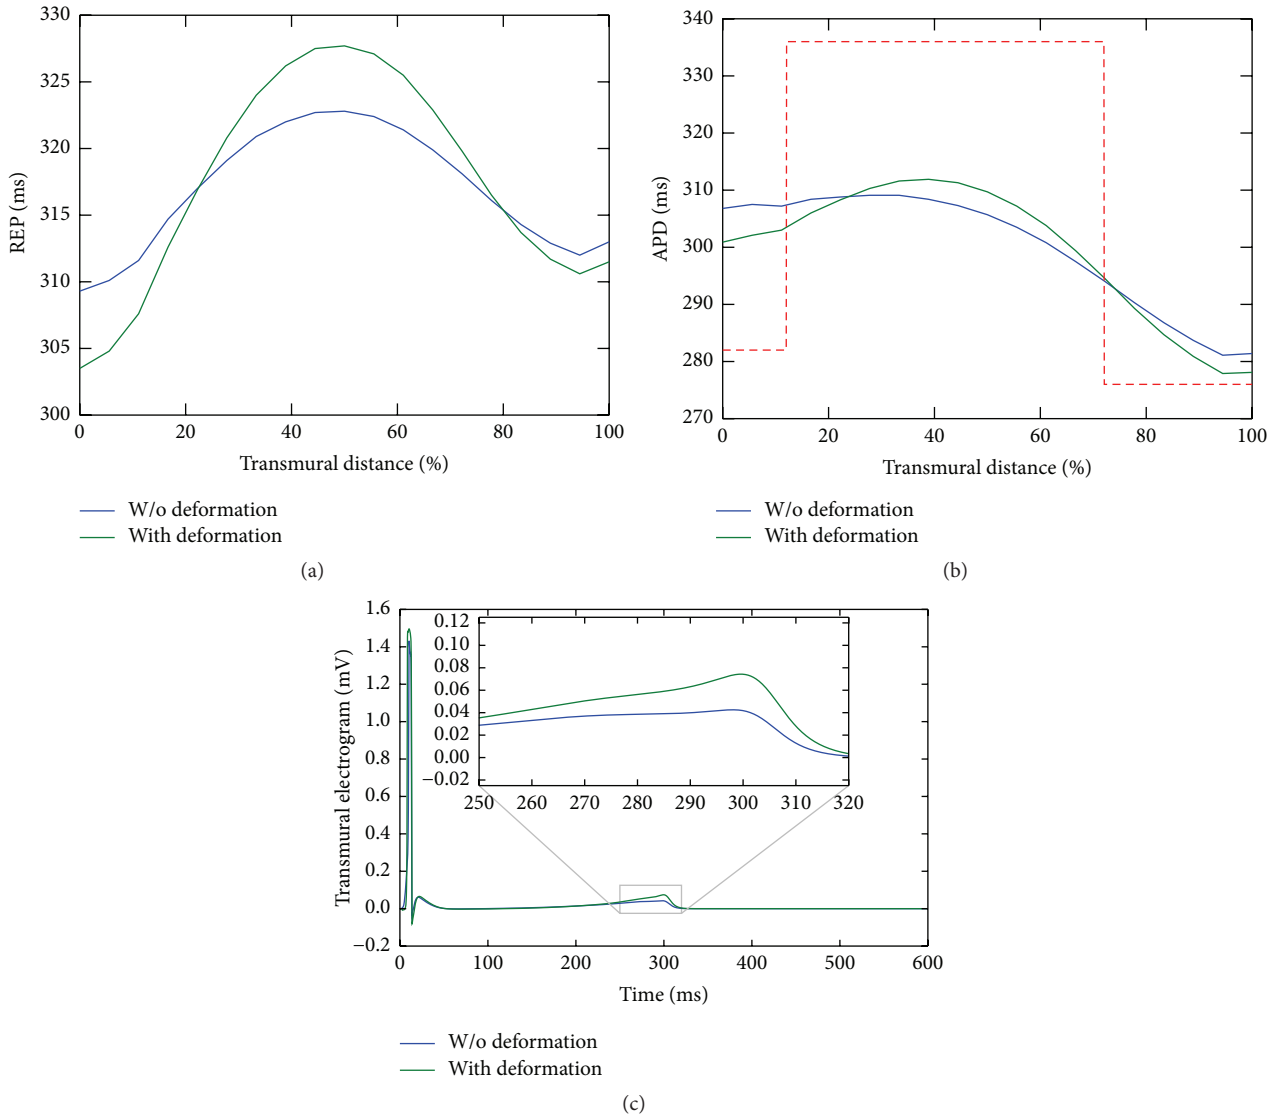 330
325
320
315
310
305
300
REP (ms)
0 20 40 60 80 100
Transmural distance (%)
W/o deformation
With deformation
(a)
340
330
320
310
300
290
280
270
APD (ms)
0 20 40 60 80 100
Transmural distance (%)
W/o deformation
With deformation
(b)
1.6
1.4
1.2
1.0
0.8
0.6
0.4
0.2
0.0
−0.2
Transmural electrogram (mV)
0.12
0.10
0.08
0.06
0.04
0.02
0.00
−0.02
250 260 270 280 290 300 310 320
0 100 200 300 400 500 600
Time (ms)
W/o deformation
With deformation
(c)